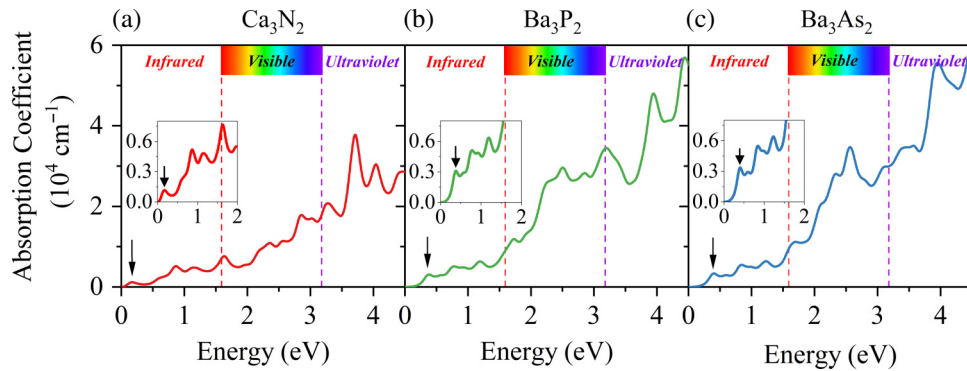 (a) Ca₃N₂ (b) Ba₃P₂ (c) Ba₃As₂
Absorption Coefficient
(10⁴ cm⁻¹)
6
4
2
0
Infrared Visible Ultraviolet
0.6
0.3
0.0
0 1 2
0 1 2 3 4
Energy (eV)
Infrared Visible Ultraviolet
0.6
0.3
0.0
0 1 2
0 1 2 3 4
Energy (eV)
Infrared Visible Ultraviolet
0.6
0.3
0.0
0 1 2
0 1 2 3 4
Energy (eV)